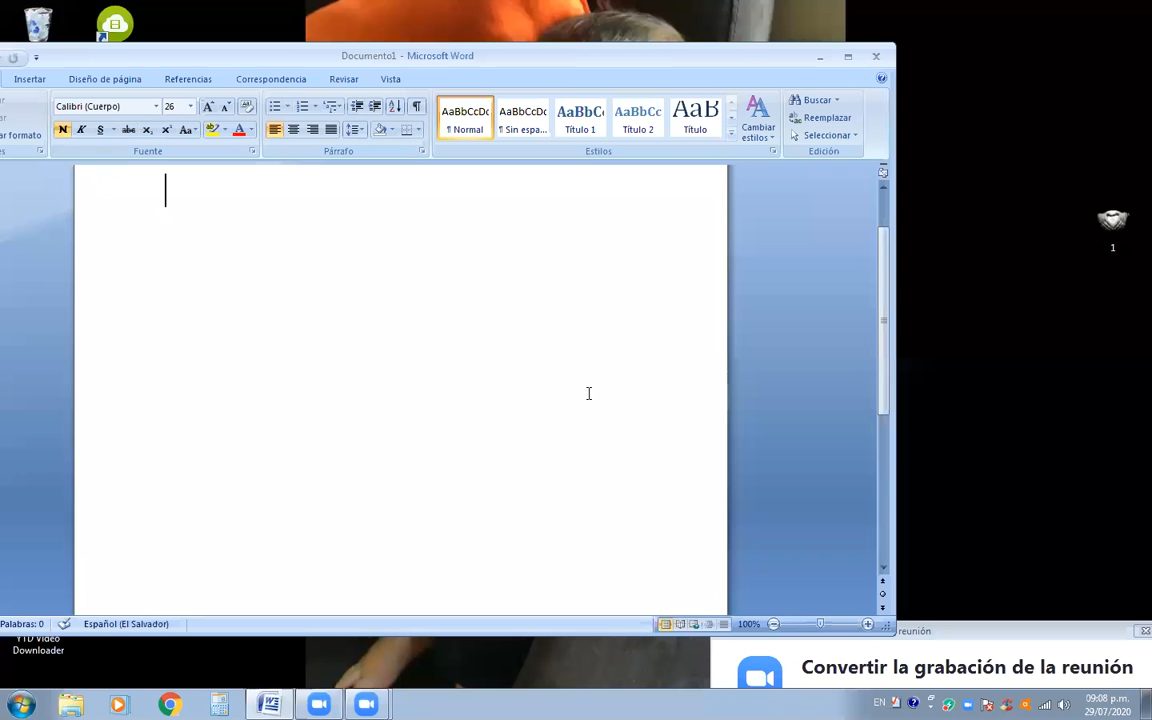 Documento1 - Microsoft Word
Insertar Diseño de página Referencias Correspondencia Revisar Vista
Calibri (Cuerpo) 26
AaBbCcDc AaBbCcDc AaBbC AaBbCc AaB
¶ Normal ¶ Sin espa... Título 1 Título 2 Título
Cambiar estilos
Buscar
Reemplazar
Seleccionar
ar formato
Fuente Párrafo Estilos Edición
1
Palabras: 0 Español (El Salvador) 100%
reunión
YTD Video
Downloader
Convertir la grabación de la reunión
EN
09:08 p.m.
29/07/2020